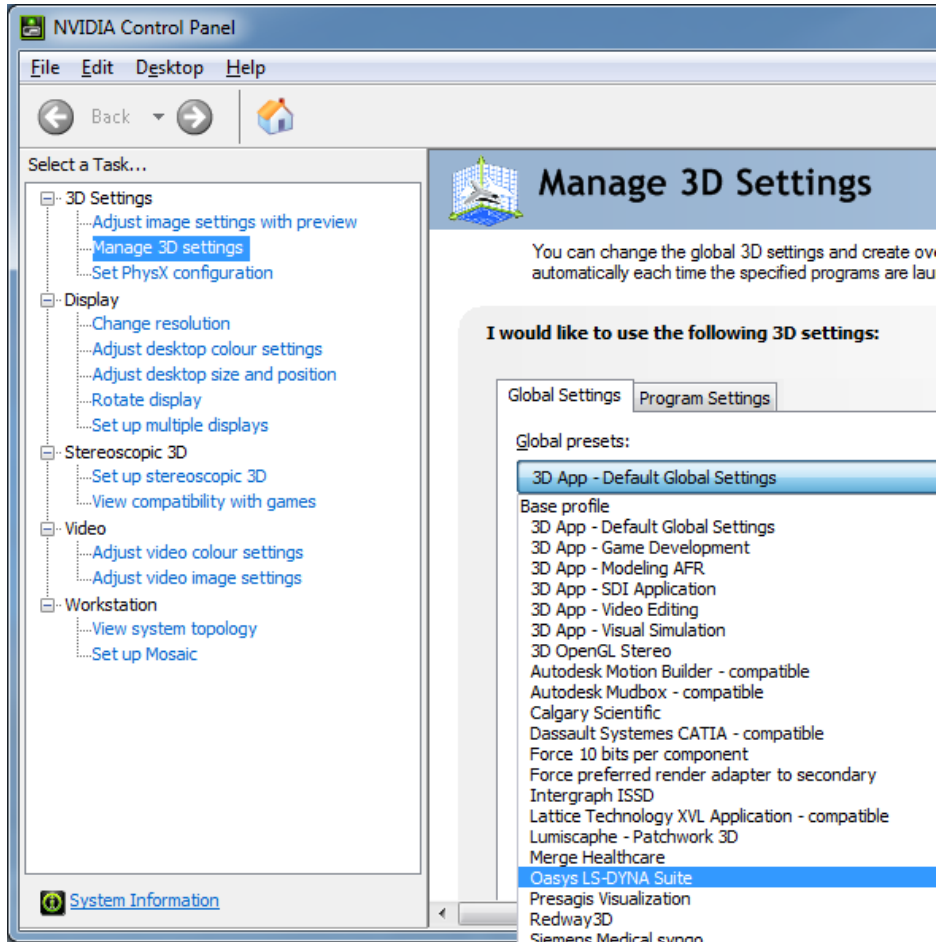 NVIDIA Control Panel
File Edit Desktop Help
Back
Select a Task...
3D Settings
Adjust image settings with preview
Manage 3D settings
Set PhysX configuration
Display
Change resolution
Adjust desktop colour settings
Adjust desktop size and position
Rotate display
Set up multiple displays
Stereoscopic 3D
Set up stereoscopic 3D
View compatibility with games
Video
Adjust video colour settings
Adjust video image settings
Workstation
View system topology
Set up Mosaic
System Information
Manage 3D Settings
You can change the global 3D settings and create ove
automatically each time the specified programs are lau
I would like to use the following 3D settings:
Global Settings Program Settings
Global presets:
3D App - Default Global Settings
Base profile
3D App - Default Global Settings
3D App - Game Development
3D App - Modeling AFR
3D App - SDI Application
3D App - Video Editing
3D App - Visual Simulation
3D OpenGL Stereo
Autodesk Motion Builder - compatible
Autodesk Mudbox - compatible
Calgary Scientific
Dassault Systemes CATIA - compatible
Force 10 bits per component
Force preferred render adapter to secondary
Intergraph ISSD
Lattice Technology XVL Application - compatible
Lumiscaphe - Patchwork 3D
Merge Healthcare
Oasys LS-DYNA Suite
Presagis Visualization
Redway3D
Siemens Medical syngo